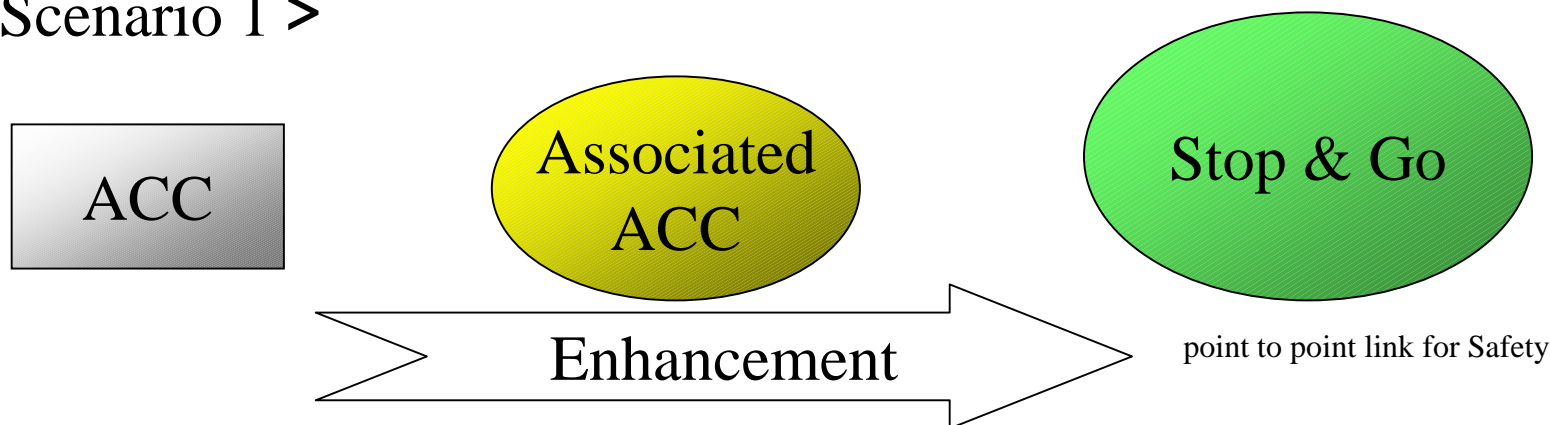 Scenario 1 >
ACC
Associated
ACC
Stop & Go
Enhancement
point to point link for Safety